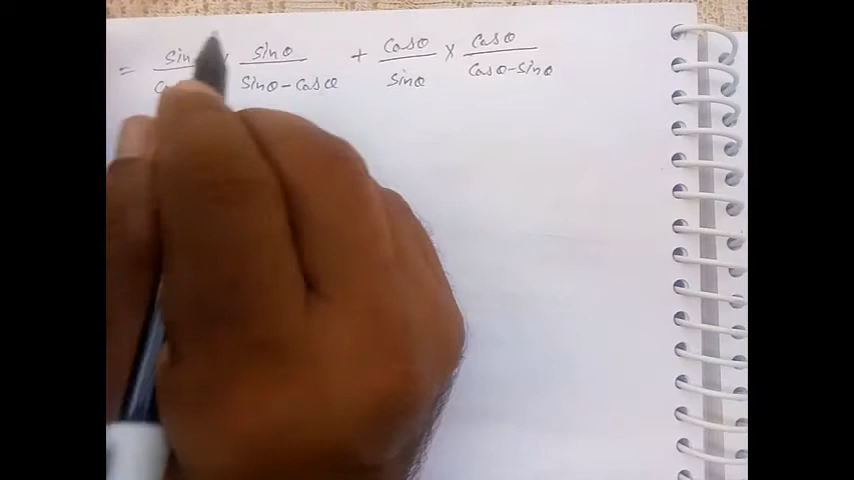 = sin / × sinθ / sinθ - cosθ + cosθ / sinθ × cosθ / cosθ - sinθ